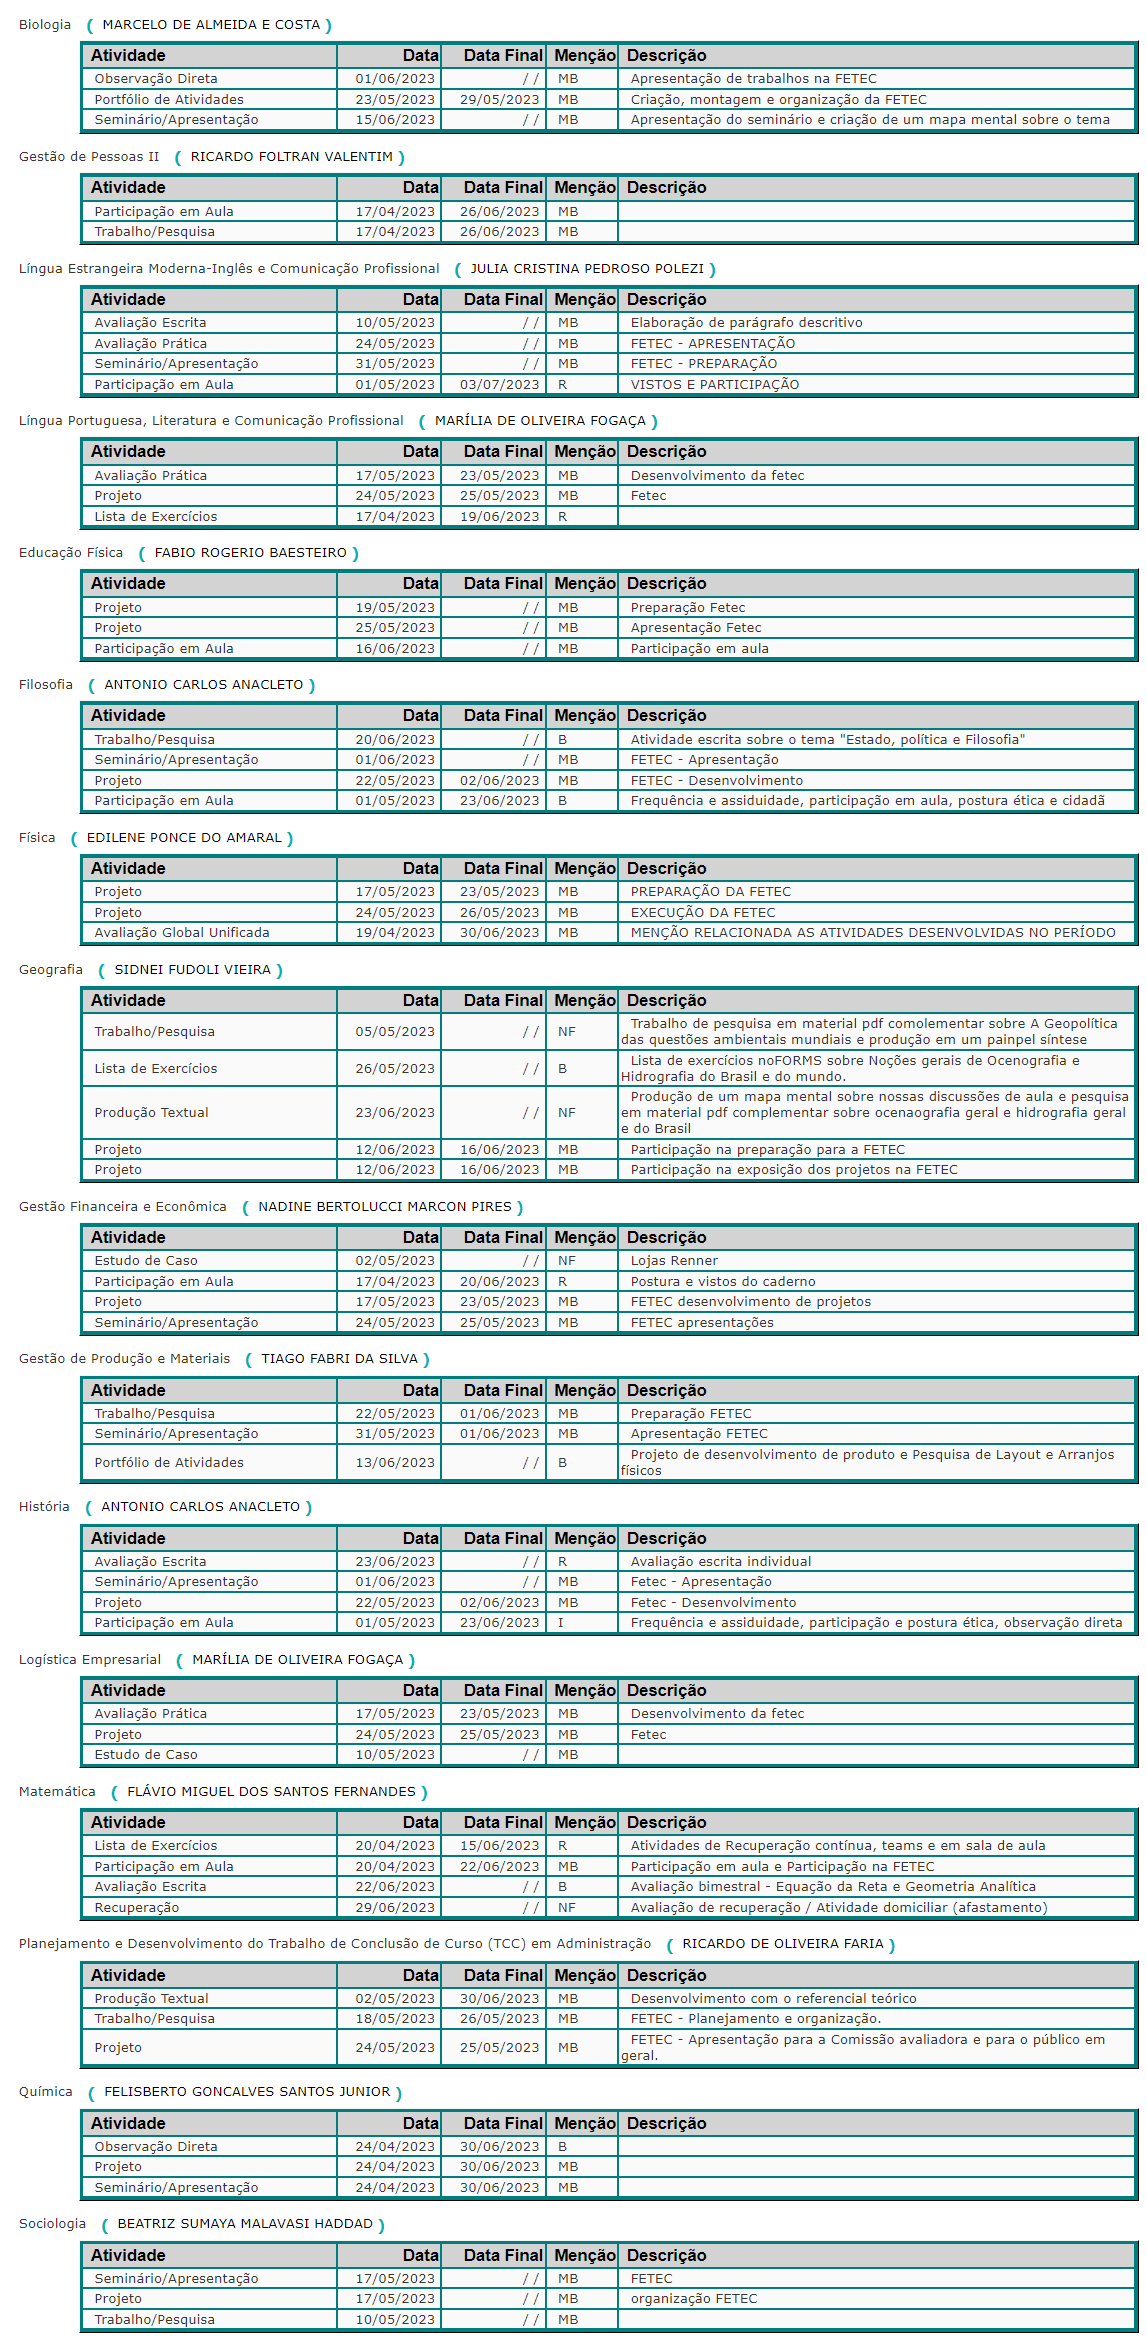 Biologia ( MARCELO DE ALMEIDA E COSTA )
Atividade Data Data Final Menção Descrição
Observação Direta 01/06/2023 / / MB Apresentação de trabalhos na FETEC
Portfólio de Atividades 23/05/2023 29/05/2023 MB Criação, montagem e organização da FETEC
Seminário/Apresentação 15/06/2023 / / MB Apresentação do seminário e criação de um mapa mental sobre o tema
Gestão de Pessoas II ( RICARDO FOLTRAN VALENTIM )
Atividade Data Data Final Menção Descrição
Participação em Aula 17/04/2023 26/06/2023 MB
Trabalho/Pesquisa 17/04/2023 26/06/2023 MB
Língua Estrangeira Moderna-Inglês e Comunicação Profissional ( JULIA CRISTINA PEDROSO POLEZI )
Atividade Data Data Final Menção Descrição
Avaliação Escrita 10/05/2023 / / MB Elaboração de parágrafo descritivo
Avaliação Prática 24/05/2023 / / MB FETEC - APRESENTAÇÃO
Seminário/Apresentação 31/05/2023 / / MB FETEC - PREPARAÇÃO
Participação em Aula 01/05/2023 03/07/2023 R VISTOS E PARTICIPAÇÃO
Língua Portuguesa, Literatura e Comunicação Profissional ( MARÍLIA DE OLIVEIRA FOGAÇA )
Atividade Data Data Final Menção Descrição
Avaliação Prática 17/05/2023 23/05/2023 MB Desenvolvimento da fetec
Projeto 24/05/2023 25/05/2023 MB Fetec
Lista de Exercícios 17/04/2023 19/06/2023 R
Educação Física ( FABIO ROGERIO BAESTEIRO )
Atividade Data Data Final Menção Descrição
Projeto 19/05/2023 / / MB Preparação Fetec
Projeto 25/05/2023 / / MB Apresentação Fetec
Participação em Aula 16/06/2023 / / MB Participação em aula
Filosofia ( ANTONIO CARLOS ANACLETO )
Atividade Data Data Final Menção Descrição
Trabalho/Pesquisa 20/06/2023 / / B Atividade escrita sobre o tema "Estado, política e Filosofia"
Seminário/Apresentação 01/06/2023 / / MB FETEC - Apresentação
Projeto 22/05/2023 02/06/2023 MB FETEC - Desenvolvimento
Participação em Aula 01/05/2023 23/06/2023 B Frequência e assiduidade, participação em aula, postura ética e cidadã
Física ( EDILENE PONCE DO AMARAL )
Atividade Data Data Final Menção Descrição
Projeto 17/05/2023 23/05/2023 MB PREPARAÇÃO DA FETEC
Projeto 24/05/2023 26/05/2023 MB EXECUÇÃO DA FETEC
Avaliação Global Unificada 19/04/2023 30/06/2023 MB MENÇÃO RELACIONADA AS ATIVIDADES DESENVOLVIDAS NO PERÍODO
Geografia ( SIDNEI FUDOLI VIEIRA )
Atividade Data Data Final Menção Descrição
Trabalho/Pesquisa 05/05/2023 / / NF Trabalho de pesquisa em material pdf comolementar sobre A Geopolítica
das questões ambientais mundiais e produção em um painpel síntese
Lista de Exercícios 26/05/2023 / / B Lista de exercícios noFORMS sobre Noções gerais de Ocenografia e
Hidrografia do Brasil e do mundo.
Produção Textual 23/06/2023 / / NF Produção de um mapa mental sobre nossas discussões de aula e pesquisa
em material pdf complementar sobre ocenaografia geral e hidrografia geral
e do Brasil
Projeto 12/06/2023 16/06/2023 MB Participação na preparação para a FETEC
Projeto 12/06/2023 16/06/2023 MB Participação na exposição dos projetos na FETEC
Gestão Financeira e Econômica ( NADINE BERTOLUCCI MARCON PIRES )
Atividade Data Data Final Menção Descrição
Estudo de Caso 02/05/2023 / / NF Lojas Renner
Participação em Aula 17/04/2023 20/06/2023 R Postura e vistos do caderno
Projeto 17/05/2023 23/05/2023 MB FETEC desenvolvimento de projetos
Seminário/Apresentação 24/05/2023 25/05/2023 MB FETEC apresentações
Gestão de Produção e Materiais ( TIAGO FABRI DA SILVA )
Atividade Data Data Final Menção Descrição
Trabalho/Pesquisa 22/05/2023 01/06/2023 MB Preparação FETEC
Seminário/Apresentação 31/05/2023 01/06/2023 MB Apresentação FETEC
Portfólio de Atividades 13/06/2023 / / B Projeto de desenvolvimento de produto e Pesquisa de Layout e Arranjos
físicos
História ( ANTONIO CARLOS ANACLETO )
Atividade Data Data Final Menção Descrição
Avaliação Escrita 23/06/2023 / / R Avaliação escrita individual
Seminário/Apresentação 01/06/2023 / / MB Fetec - Apresentação
Projeto 22/05/2023 02/06/2023 MB Fetec - Desenvolvimento
Participação em Aula 01/05/2023 23/06/2023 I Frequência e assiduidade, participação e postura ética, observação direta
Logística Empresarial ( MARÍLIA DE OLIVEIRA FOGAÇA )
Atividade Data Data Final Menção Descrição
Avaliação Prática 17/05/2023 23/05/2023 MB Desenvolvimento da fetec
Projeto 24/05/2023 25/05/2023 MB Fetec
Estudo de Caso 10/05/2023 / / MB
Matemática ( FLÁVIO MIGUEL DOS SANTOS FERNANDES )
Atividade Data Data Final Menção Descrição
Lista de Exercícios 20/04/2023 15/06/2023 R Atividades de Recuperação contínua, teams e em sala de aula
Participação em Aula 20/04/2023 22/06/2023 MB Participação em aula e Participação na FETEC
Avaliação Escrita 22/06/2023 / / B Avaliação bimestral - Equação da Reta e Geometria Analítica
Recuperação 29/06/2023 / / NF Avaliação de recuperação / Atividade domiciliar (afastamento)
Planejamento e Desenvolvimento do Trabalho de Conclusão de Curso (TCC) em Administração ( RICARDO DE OLIVEIRA FARIA )
Atividade Data Data Final Menção Descrição
Produção Textual 02/05/2023 30/06/2023 MB Desenvolvimento com o referencial teórico
Trabalho/Pesquisa 18/05/2023 26/05/2023 MB FETEC - Planejamento e organização.
Projeto 24/05/2023 25/05/2023 MB FETEC - Apresentação para a Comissão avaliadora e para o público em
geral.
Química ( FELISBERTO GONCALVES SANTOS JUNIOR )
Atividade Data Data Final Menção Descrição
Observação Direta 24/04/2023 30/06/2023 B
Projeto 24/04/2023 30/06/2023 MB
Seminário/Apresentação 24/04/2023 30/06/2023 MB
Sociologia ( BEATRIZ SUMAYA MALAVASI HADDAD )
Atividade Data Data Final Menção Descrição
Seminário/Apresentação 17/05/2023 / / MB FETEC
Projeto 17/05/2023 / / MB organização FETEC
Trabalho/Pesquisa 10/05/2023 / / MB